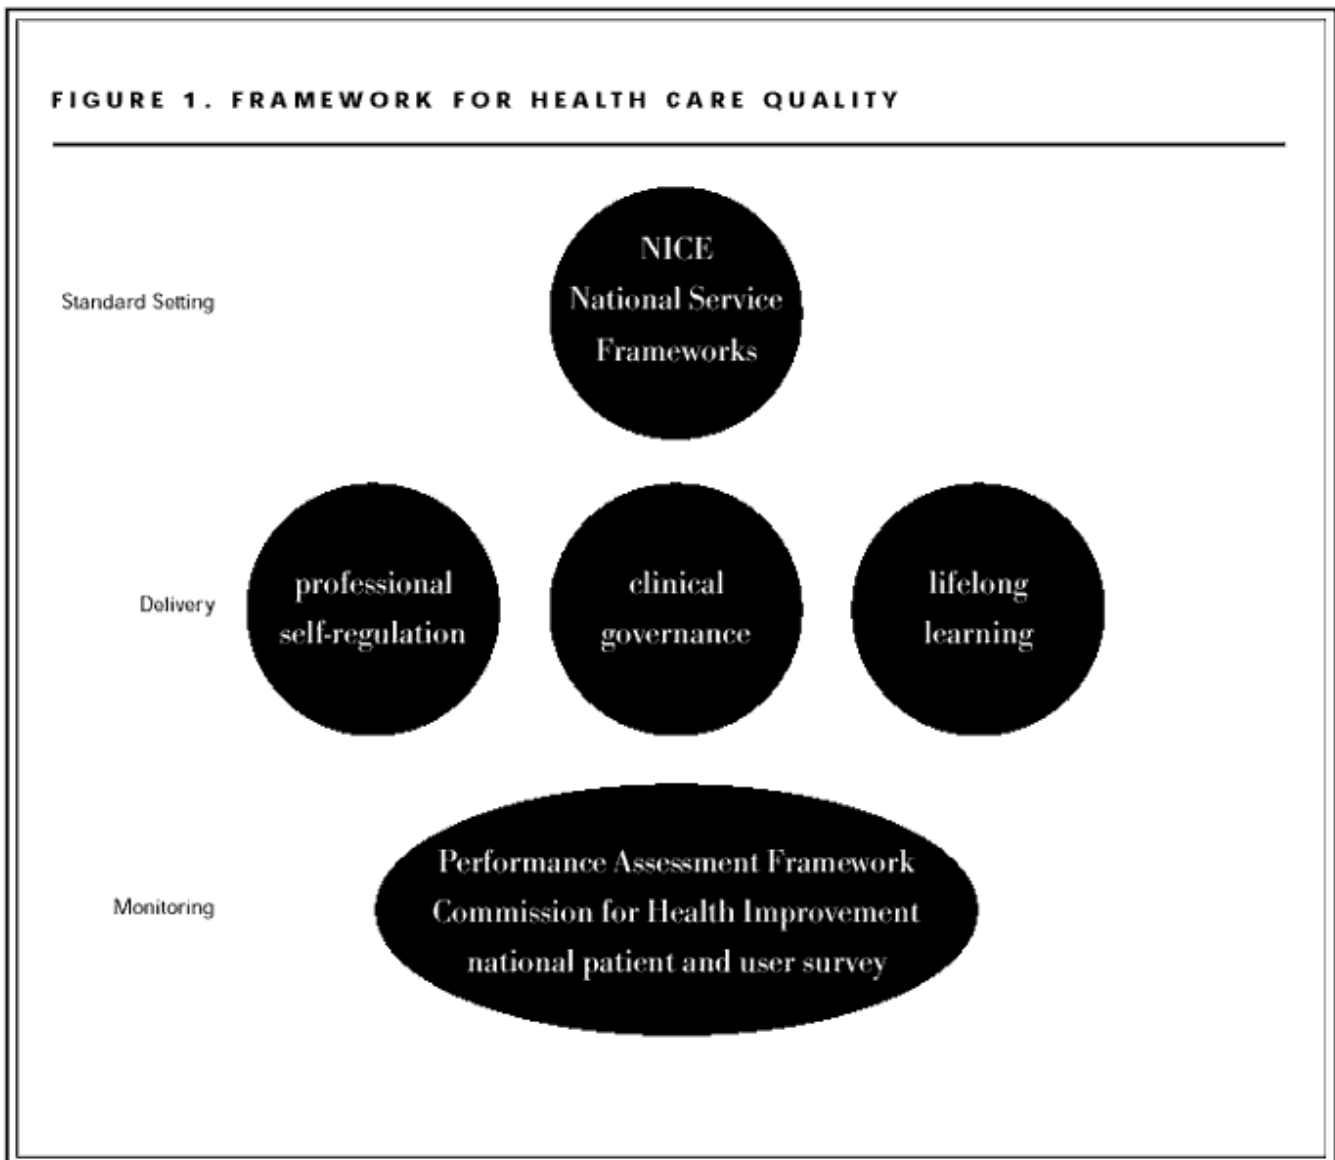 FIGURE 1. FRAMEWORK FOR HEALTH CARE QUALITY
Standard Setting
NICE
National Service
Frameworks
Delivery
professional
self-regulation
clinical
governance
lifelong
learning
Monitoring
Performance Assessment Framework
Commission for Health Improvement
national patient and user survey